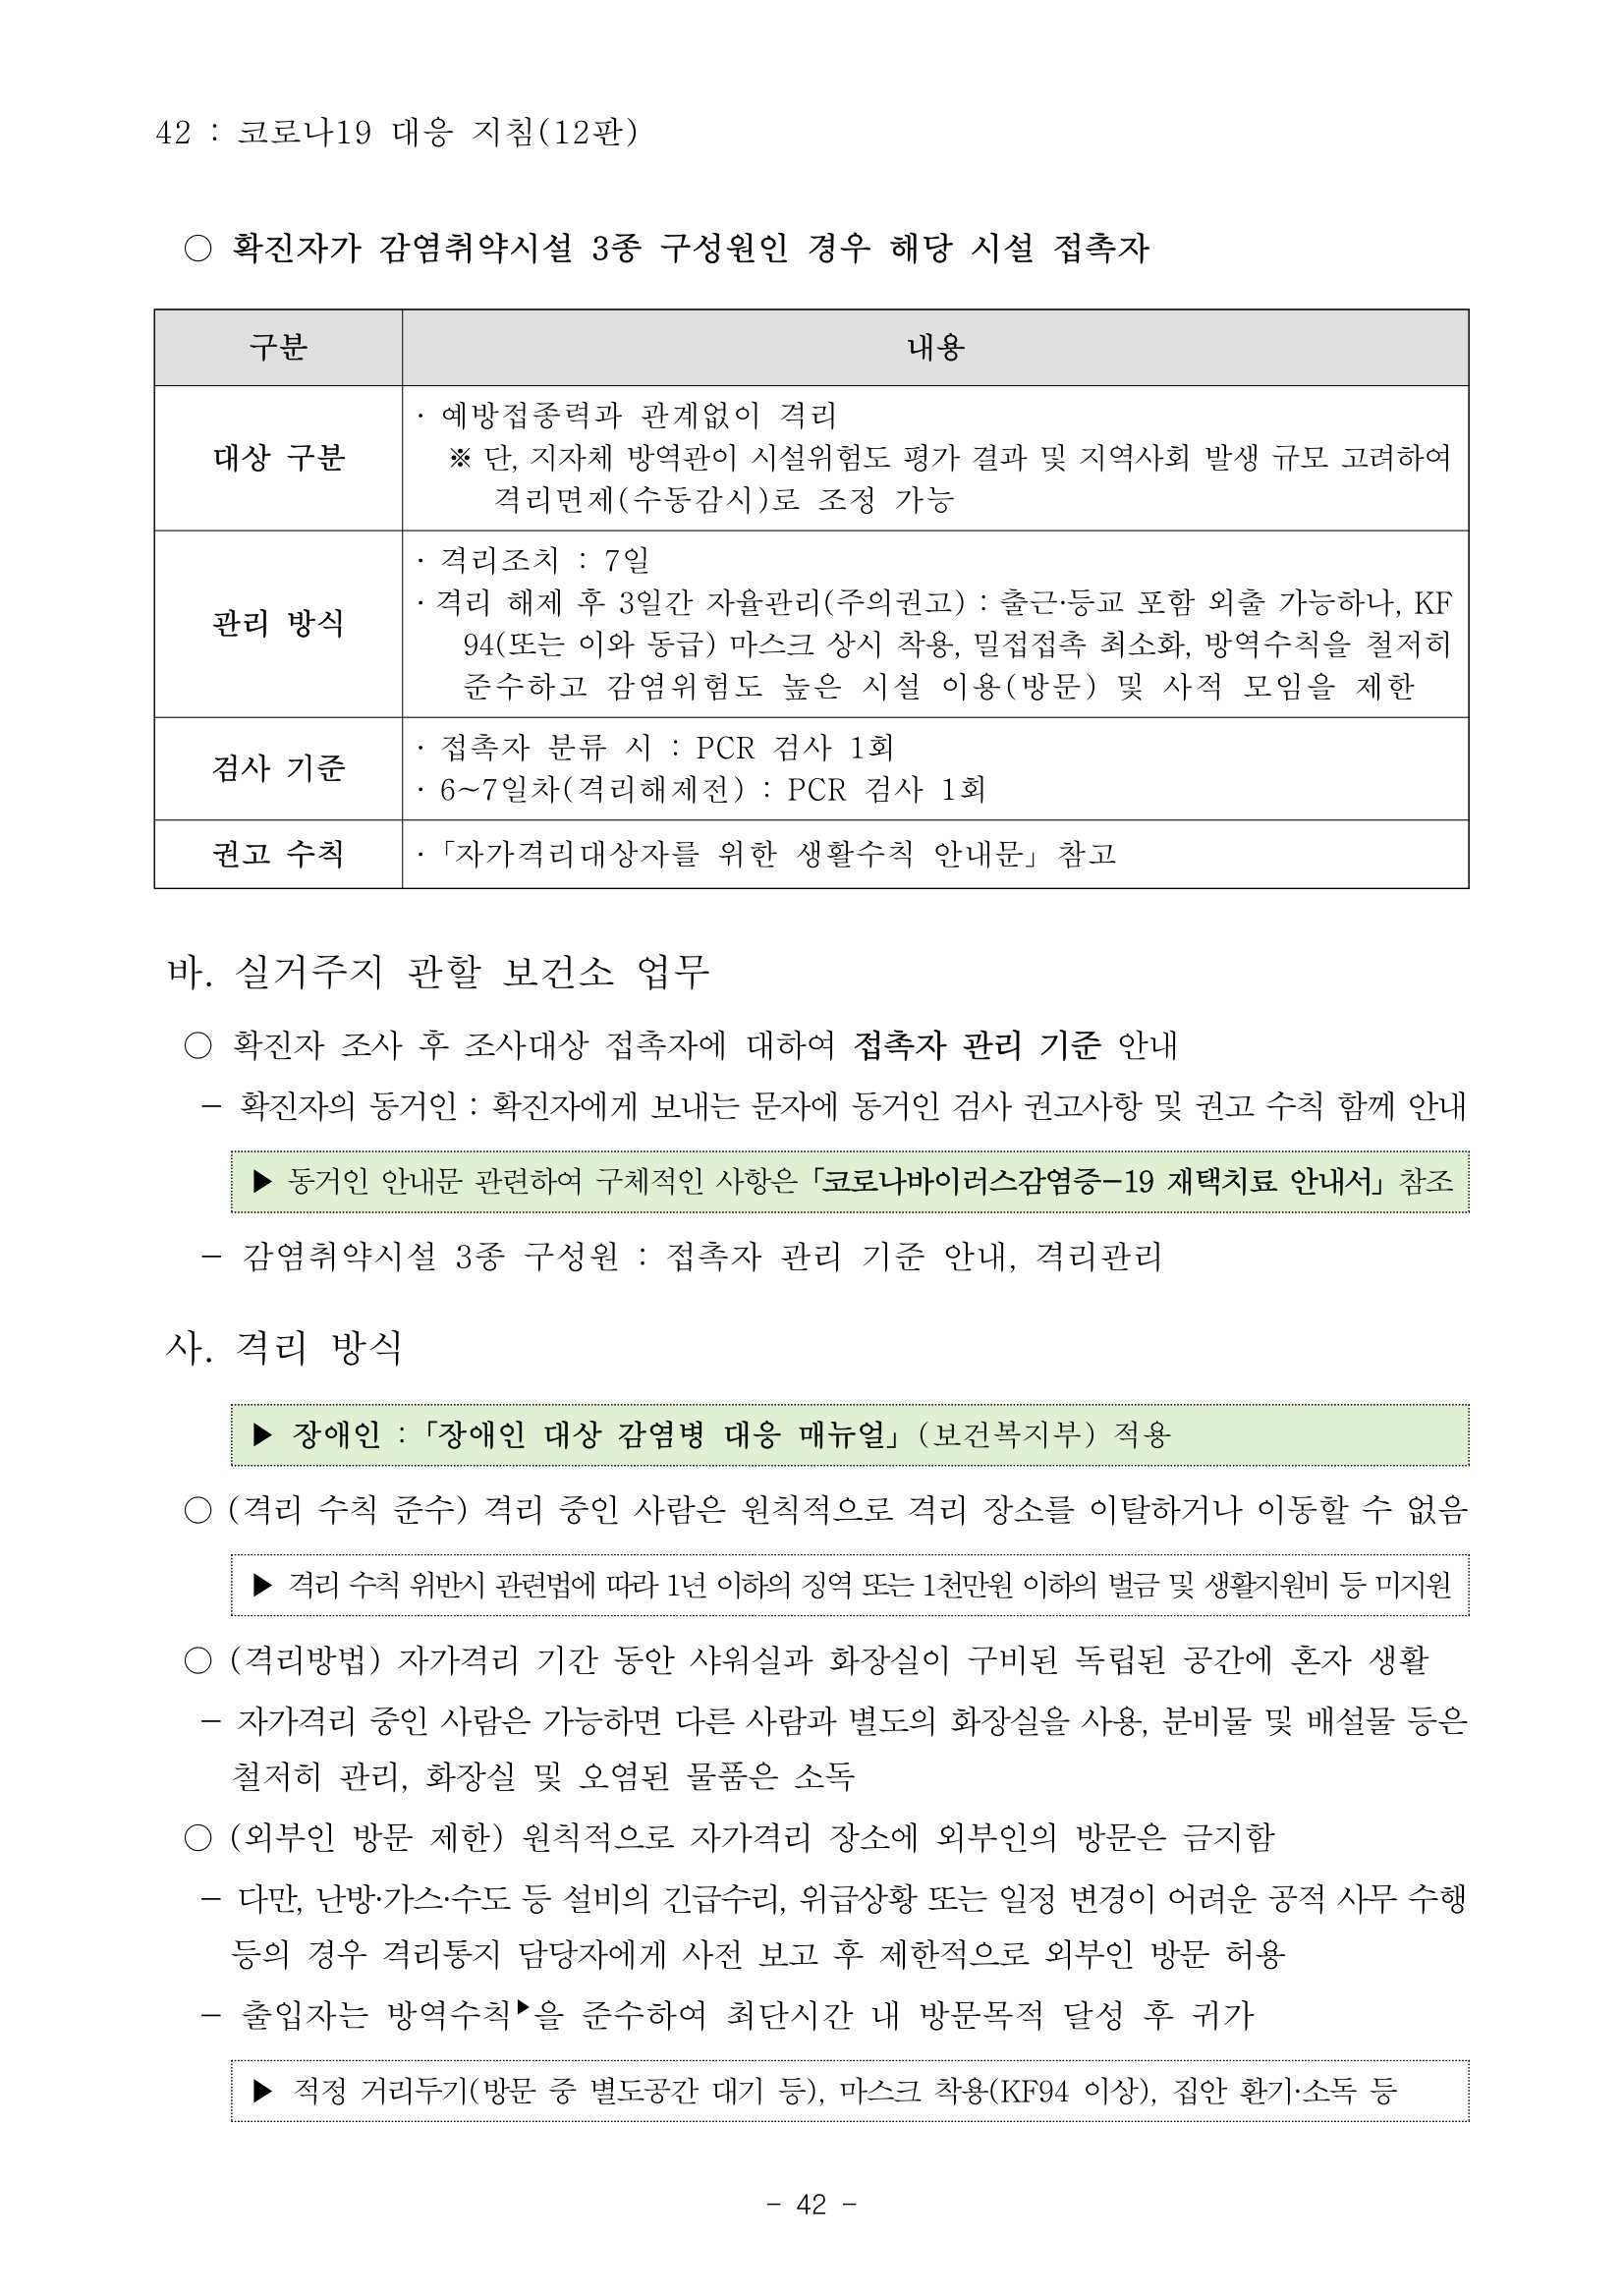 42 : 코로나19 대응 지침(12판)
○ 확진자가 감염취약시설 3종 구성원인 경우 해당 시설 접촉자
구분
내용
대상 구분
· 예방접종력과 관계없이 격리
※ 단, 지자체 방역관이 시설위험도 평가 결과 및 지역사회 발생 규모 고려하여
격리면제(수동감시)로 조정 가능
관리 방식
· 격리조치 : 7일
· 격리 해제 후 3일간 자율관리(주의권고) : 출근·등교 포함 외출 가능하나, KF
94(또는 이와 동급) 마스크 상시 착용, 밀접접촉 최소화, 방역수칙을 철저히
준수하고 감염위험도 높은 시설 이용(방문) 및 사적 모임을 제한
검사 기준
· 접촉자 분류 시 : PCR 검사 1회
· 6~7일차(격리해제전) : PCR 검사 1회
권고 수칙
· 「자가격리대상자를 위한 생활수칙 안내문」 참고
바. 실거주지 관할 보건소 업무
○ 확진자 조사 후 조사대상 접촉자에 대하여 접촉자 관리 기준 안내
– 확진자의 동거인 : 확진자에게 보내는 문자에 동거인 검사 권고사항 및 권고 수칙 함께 안내
▶ 동거인 안내문 관련하여 구체적인 사항은 「코로나바이러스감염증-19 재택치료 안내서」 참조
– 감염취약시설 3종 구성원 : 접촉자 관리 기준 안내, 격리관리
사. 격리 방식
▶ 장애인 : 「장애인 대상 감염병 대응 매뉴얼」 (보건복지부) 적용
○ (격리 수칙 준수) 격리 중인 사람은 원칙적으로 격리 장소를 이탈하거나 이동할 수 없음
▶ 격리 수칙 위반시 관련법에 따라 1년 이하의 징역 또는 1천만원 이하의 벌금 및 생활지원비 등 미지원
○ (격리방법) 자가격리 기간 동안 샤워실과 화장실이 구비된 독립된 공간에 혼자 생활
– 자가격리 중인 사람은 가능하면 다른 사람과 별도의 화장실을 사용, 분비물 및 배설물 등은
철저히 관리, 화장실 및 오염된 물품은 소독
○ (외부인 방문 제한) 원칙적으로 자가격리 장소에 외부인의 방문은 금지함
– 다만, 난방·가스·수도 등 설비의 긴급수리, 위급상황 또는 일정 변경이 어려운 공적 사무 수행
등의 경우 격리통지 담당자에게 사전 보고 후 제한적으로 외부인 방문 허용
– 출입자는 방역수칙▶을 준수하여 최단시간 내 방문목적 달성 후 귀가
▶ 적정 거리두기(방문 중 별도공간 대기 등), 마스크 착용(KF94 이상), 집안 환기·소독 등
– 42 –